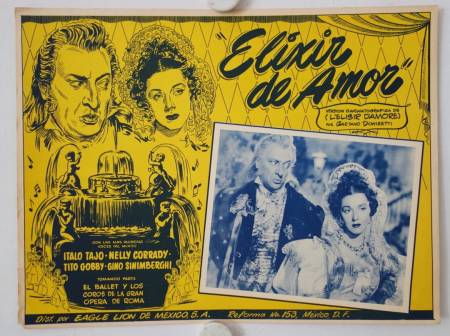 "Elixir
de Amor"
VERSION CINEMATOGRAFICA DE
(L'ELISIR D'AMORE)
DE GAETANO DONIZETTI
CON LAS MAS FAMOSAS
VOCES DEL MUNDO
ITALO TAJO - NELLY CORRADY
TITO GOBBY - GINO SINIMBERGHI
TOMANDO PARTE
EL BALLET Y LOS
COROS DE LA GRAN
OPERA DE ROMA
Dist. por EAGLE LION DE MEXICO, S.A. Reforma No. 153, Mexico, D.F.